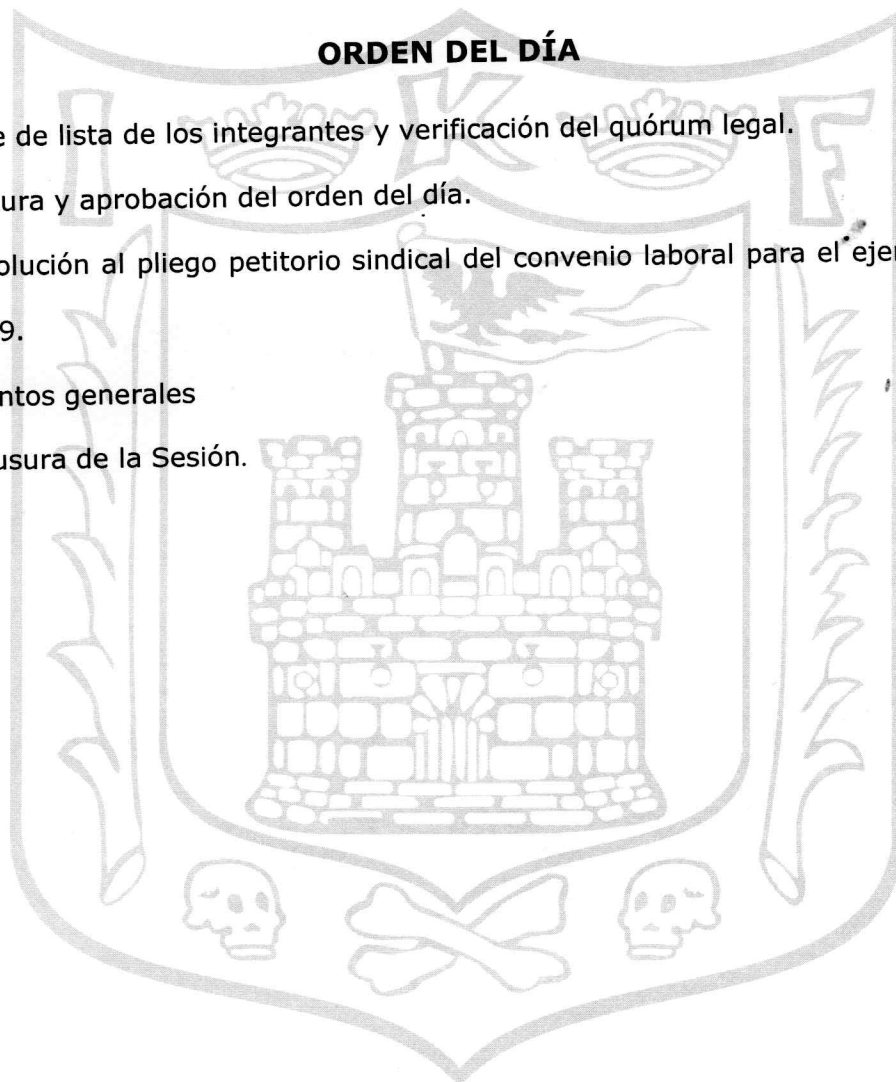 ORDEN DEL DÍA
I K F
e de lista de los integrantes y verificación del quórum legal.
ura y aprobación del orden del día.
olución al pliego petitorio sindical del convenio laboral para el ejer
9.
ntos generales
usura de la Sesión.